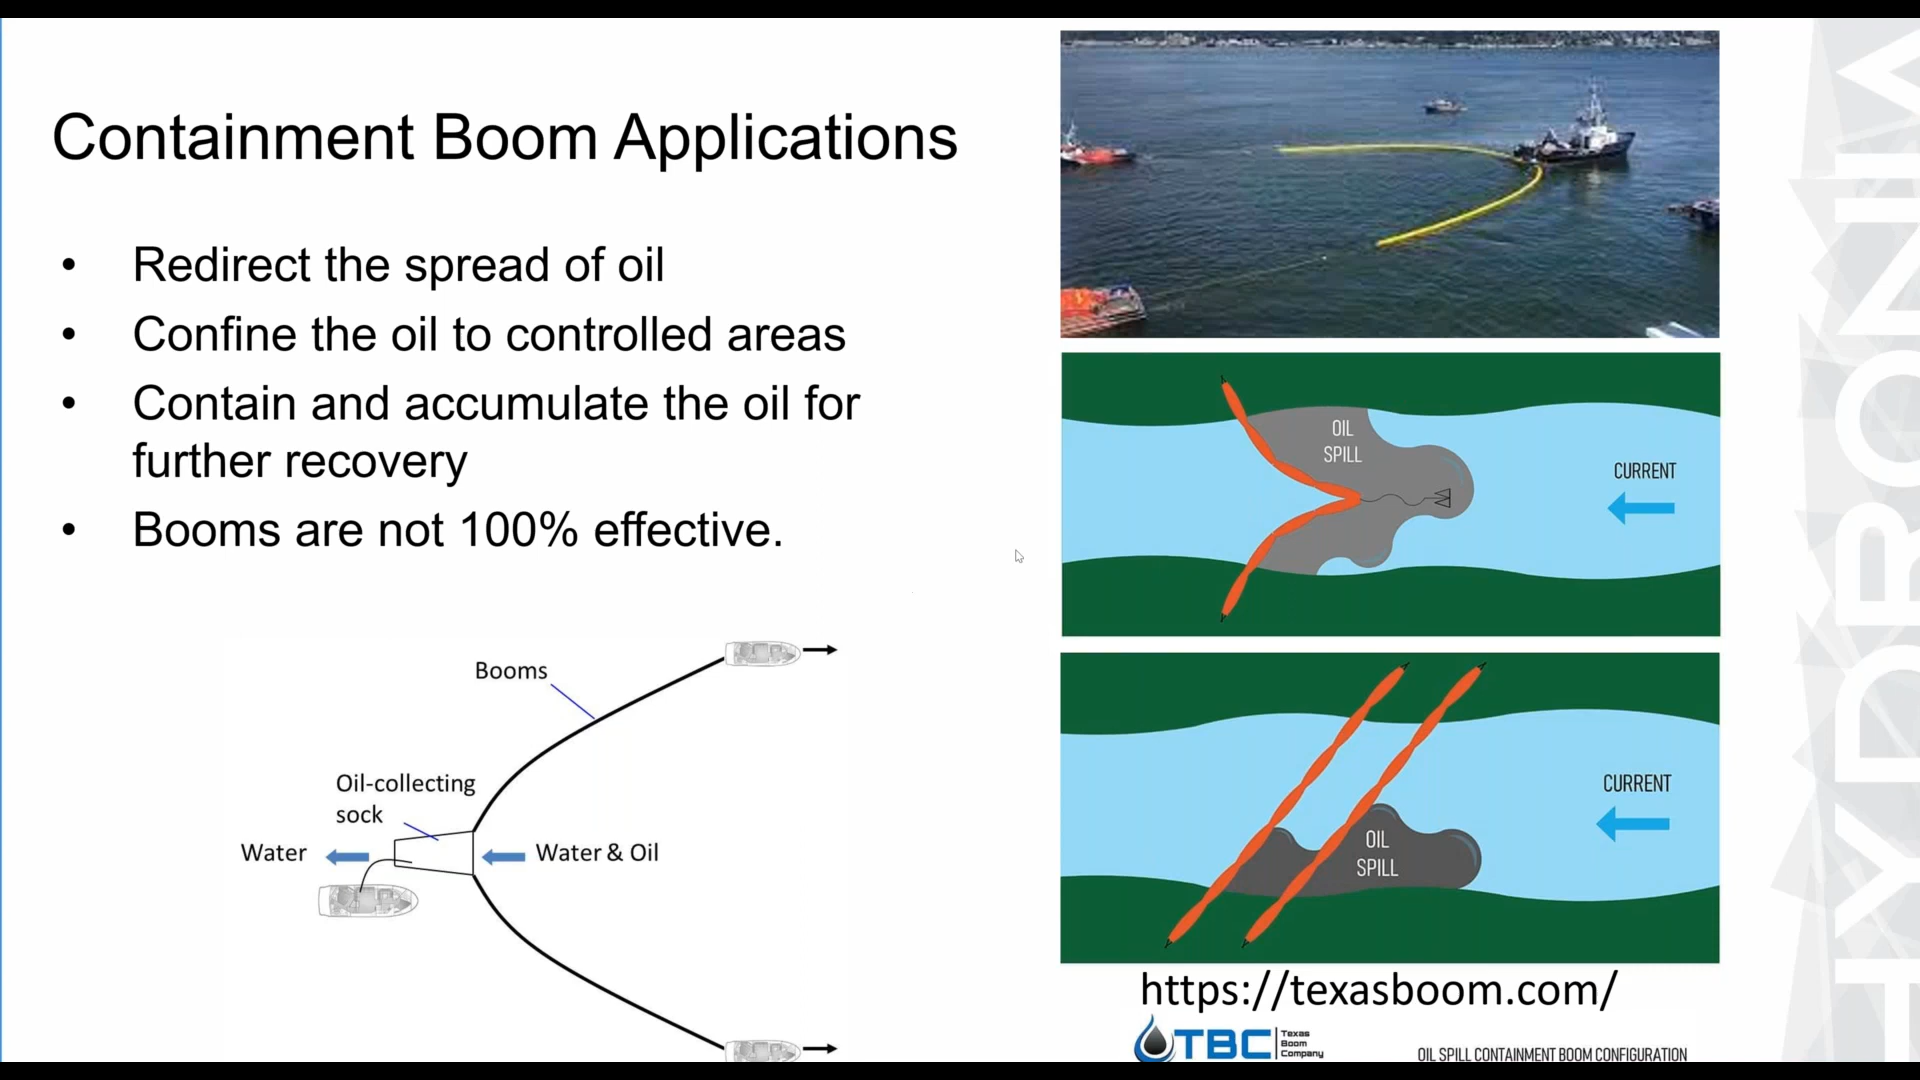 Containment Boom Applications
• Redirect the spread of oil
• Confine the oil to controlled areas
• Contain and accumulate the oil for
further recovery
• Booms are not 100% effective.
Booms
Oil-collecting
sock
Water
Water & Oil
OIL
SPILL
CURRENT
CURRENT
OIL
SPILL
https://texasboom.com/
TBC
Texas
Boom
Company
OIL SPILL CONTAINMENT BOOM CONFIGURATION
HYDRONIM